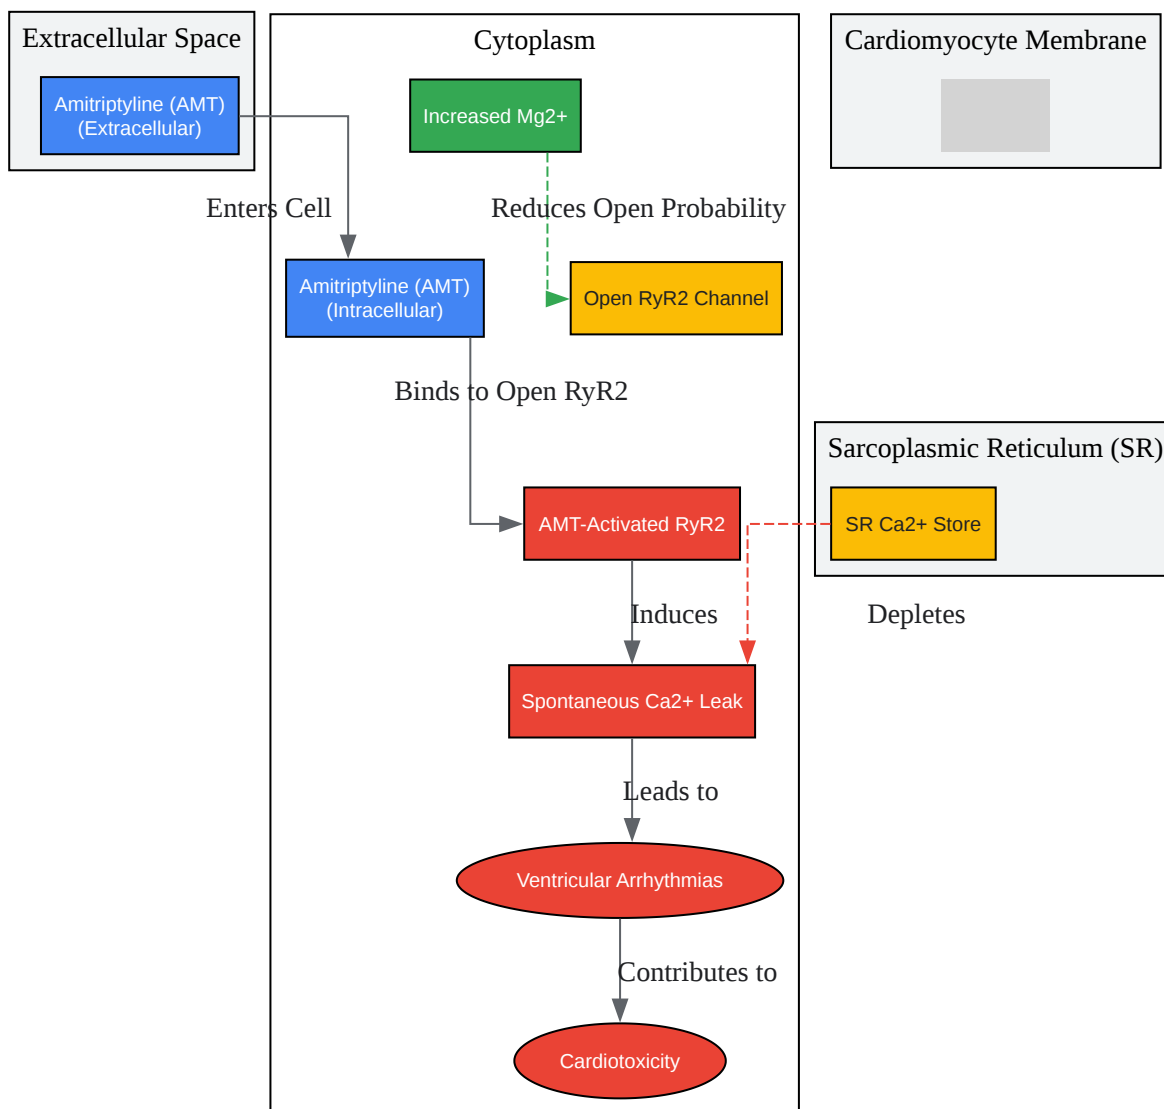 Extracellular Space
Cytoplasm
Cardiomyocyte Membrane
Amitriptyline (AMT)
(Extracellular)
Increased Mg2+
Enters Cell
Reduces Open Probability
Amitriptyline (AMT)
(Intracellular)
Open RyR2 Channel
Binds to Open RyR2
Sarcoplasmic Reticulum (SR)
AMT-Activated RyR2
SR Ca2+ Store
Induces
Depletes
Spontaneous Ca2+ Leak
Leads to
Ventricular Arrhythmias
Contributes to
Cardiotoxicity